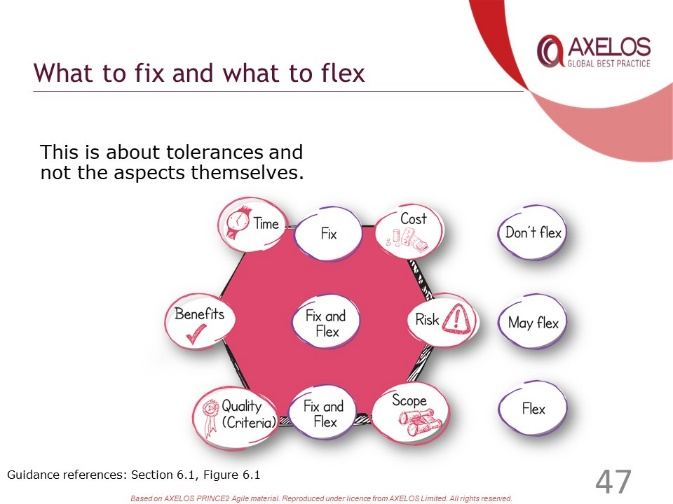 AXELOS
GLOBAL BEST PRACTICE
What to fix and what to flex
This is about tolerances and
not the aspects themselves.
Time
Fix
Cost
Don't flex
Benefits
Fix and
Flex
Risk
May flex
Quality
(Criteria)
Fix and
Flex
Scope
Flex
Guidance references: Section 6.1, Figure 6.1
47
Based on AXELOS PRINCE2 Agile material. Reproduced under licence from AXELOS Limited. All rights reserved.